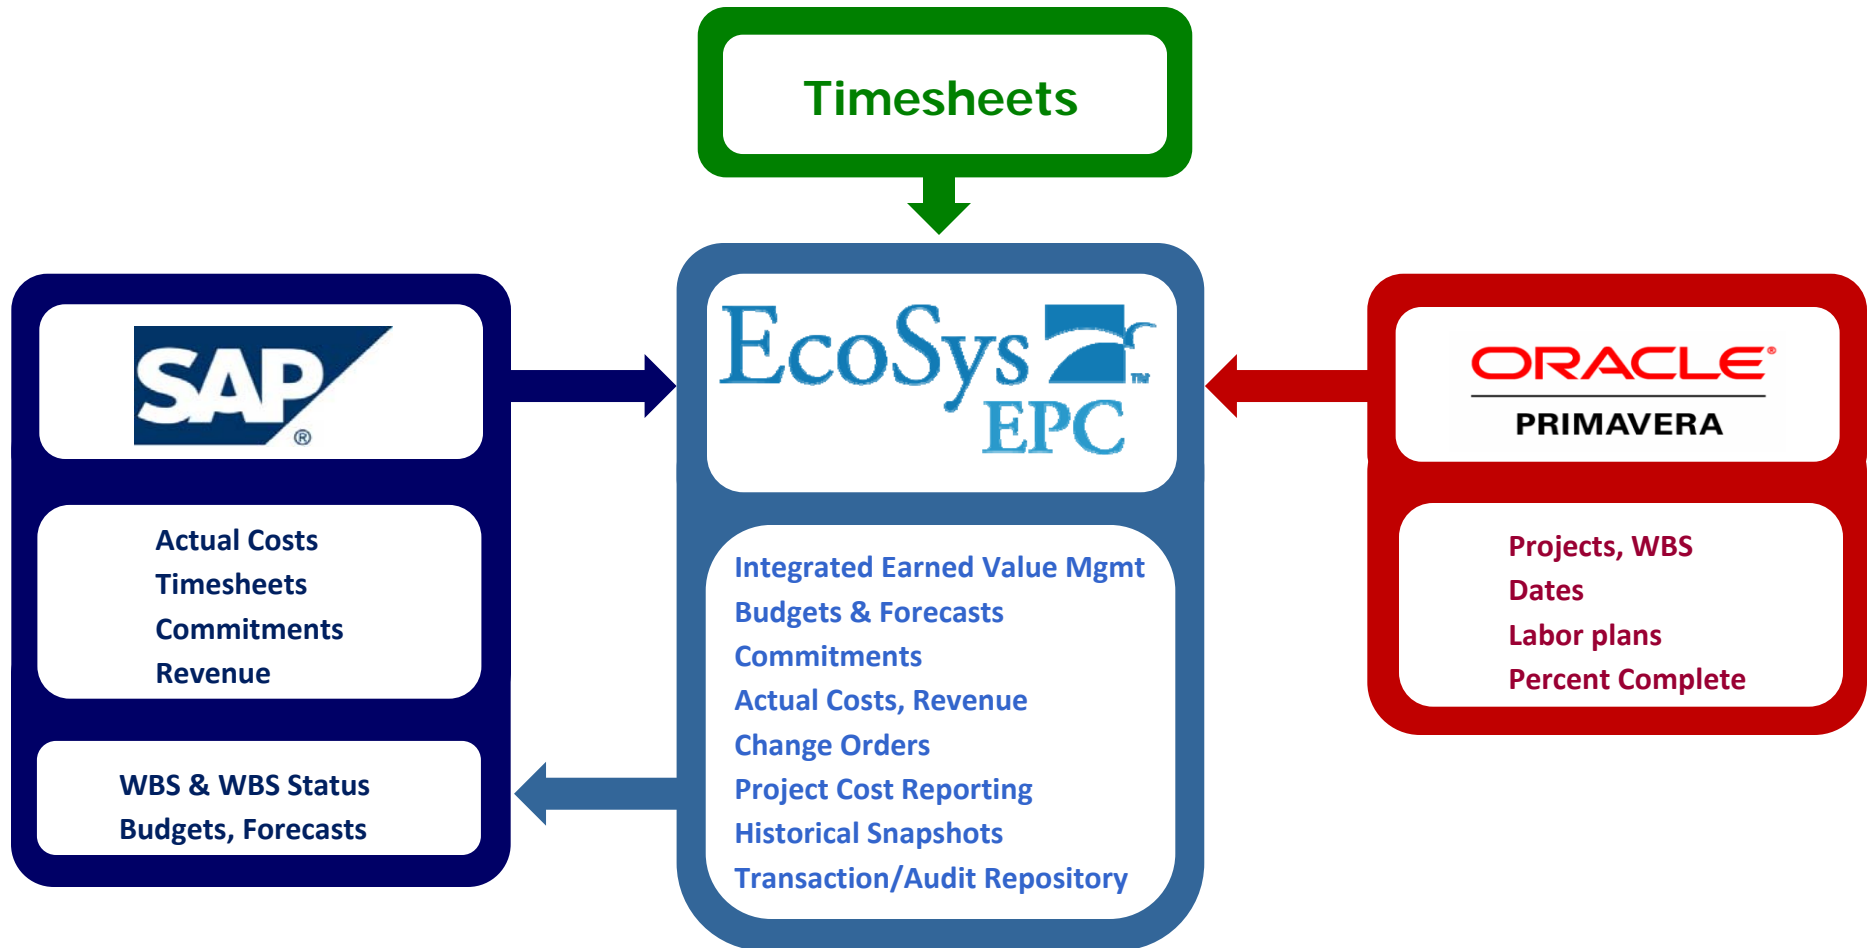 Timesheets
SAP
®
Actual Costs
Timesheets
Commitments
Revenue
WBS & WBS Status
Budgets, Forecasts
EcoSys
TM
EPC
Integrated Earned Value Mgmt
Budgets & Forecasts
Commitments
Actual Costs, Revenue
Change Orders
Project Cost Reporting
Historical Snapshots
Transaction/Audit Repository
ORACLE®
PRIMAVERA
Projects, WBS
Dates
Labor plans
Percent Complete